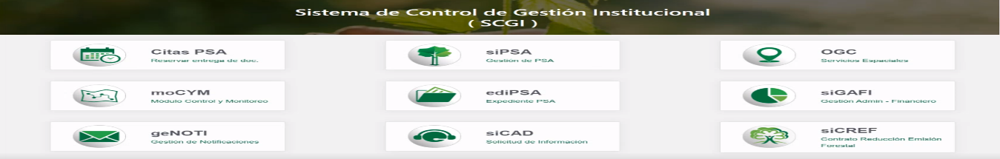 Sistema de Control de Gestión Institucional
( SCGI )
Citas PSA
Reservar entrega de doc.
siPSA
Gestión de PSA
OGC
Servicios Espaciales
moCYM
Módulo Control y Monitoreo
ediPSA
Expediente PSA
siGAFI
Gestión Admin - Financiero
geNOTI
Gestión de Notificaciones
siCAD
Solicitud de Información
siCREF
Contrato Reducción Emisión
Forestal